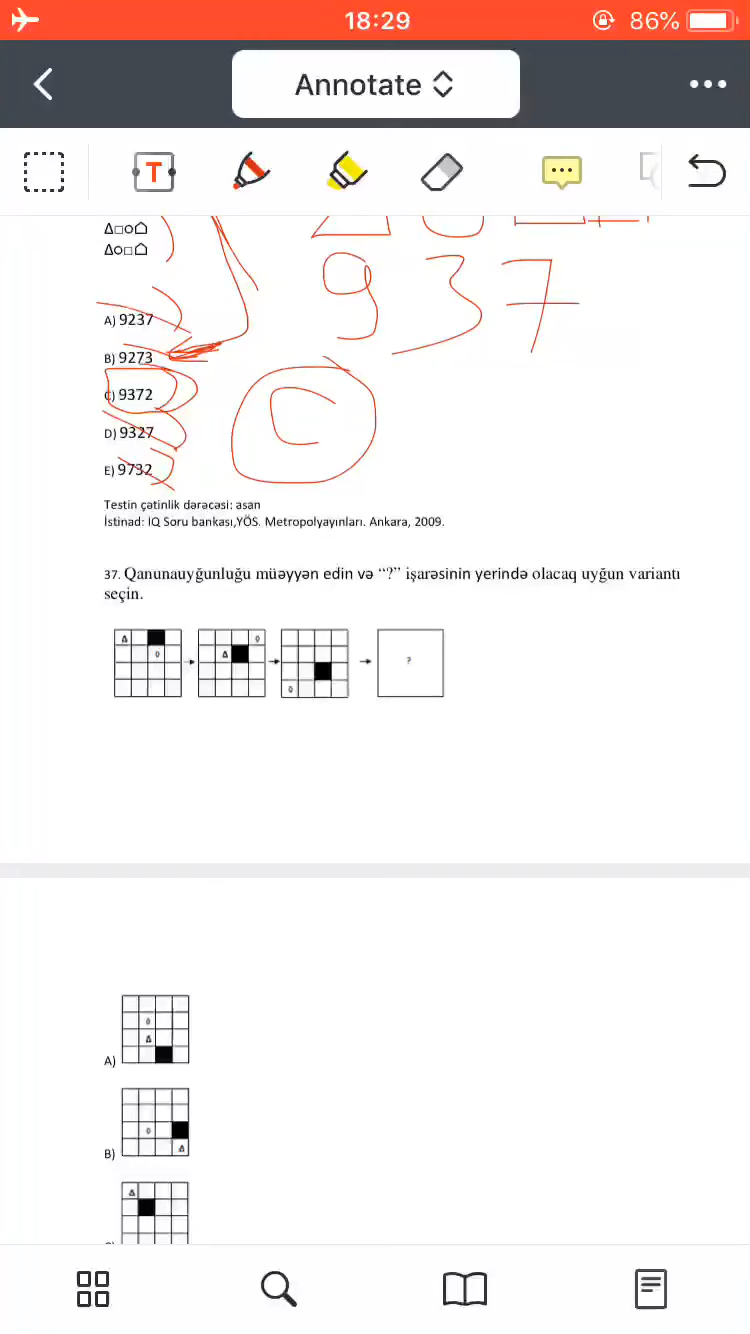 18:29
86%
Annotate
T
Δ□○⌂
Δ○□⌂
937
A) 9237
B) 9273
C) 9372
C
D) 9327
E) 9732
Testin çətinlik dərəcəsi: asan
İstinad: IQ Soru bankası,YÖS. Metropolyayınları. Ankara, 2009.
37. Qanunauyğunluğu müəyyən edin və “?” işarəsinin yerində olacaq uyğun variantı
seçin.
?
A)
B)